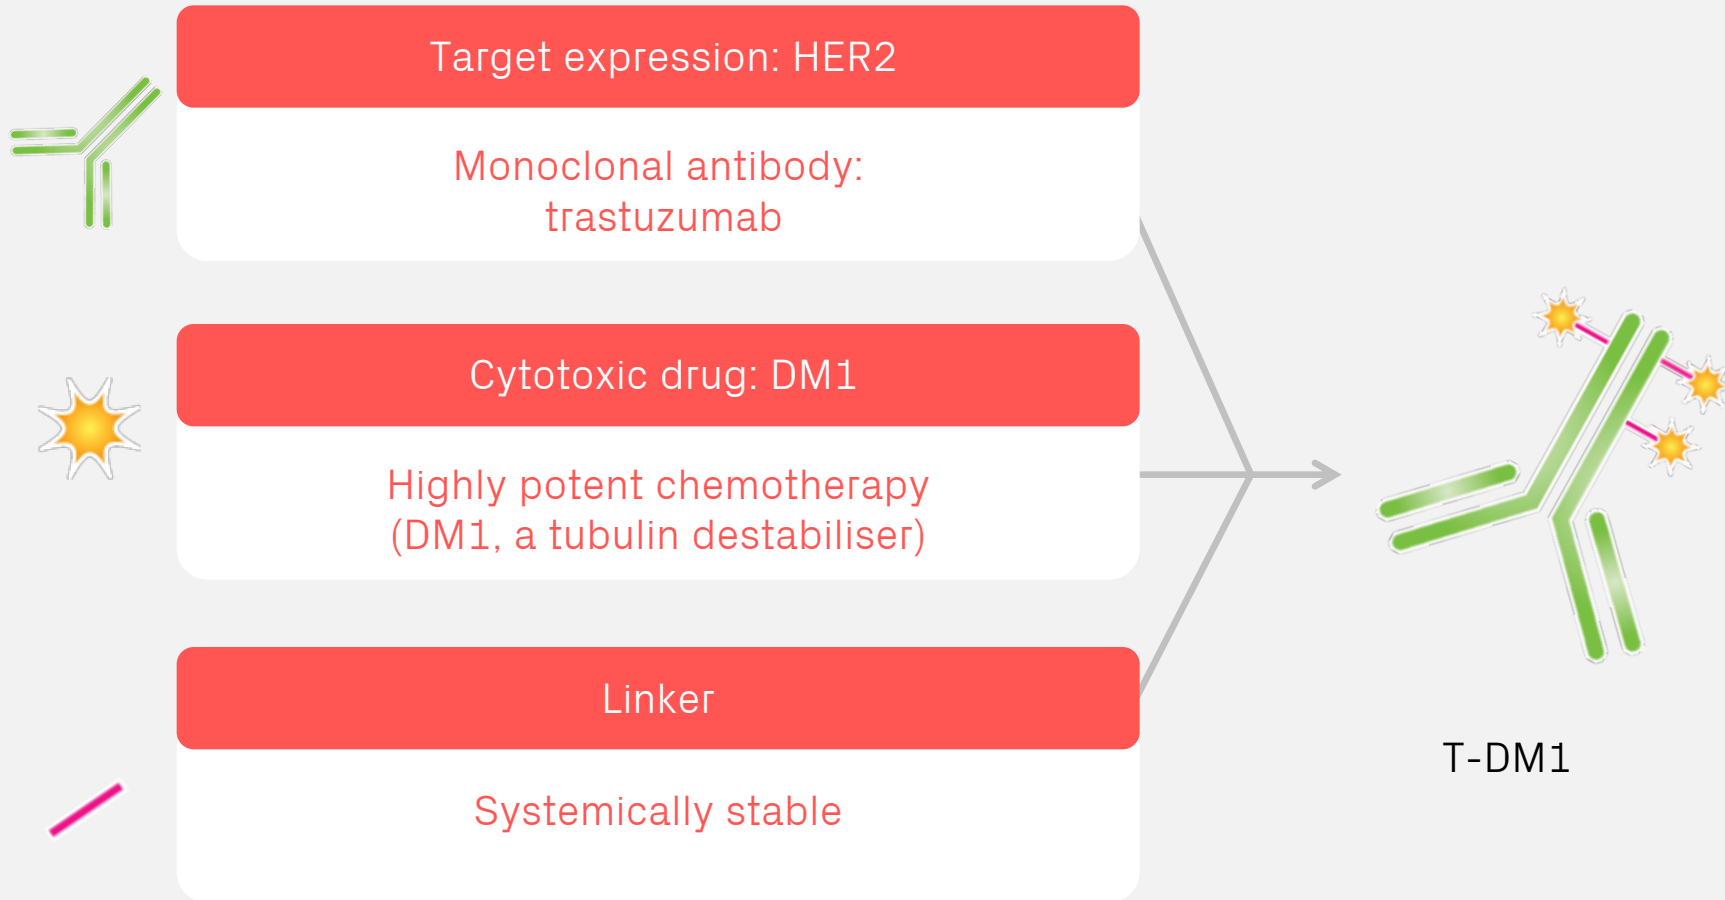 Target expression: HER2
Monoclonal antibody:
trastuzumab
Cytotoxic drug: DM1
Highly potent chemotherapy
(DM1, a tubulin destabiliser)
Linker
Systemically stable
T-DM1